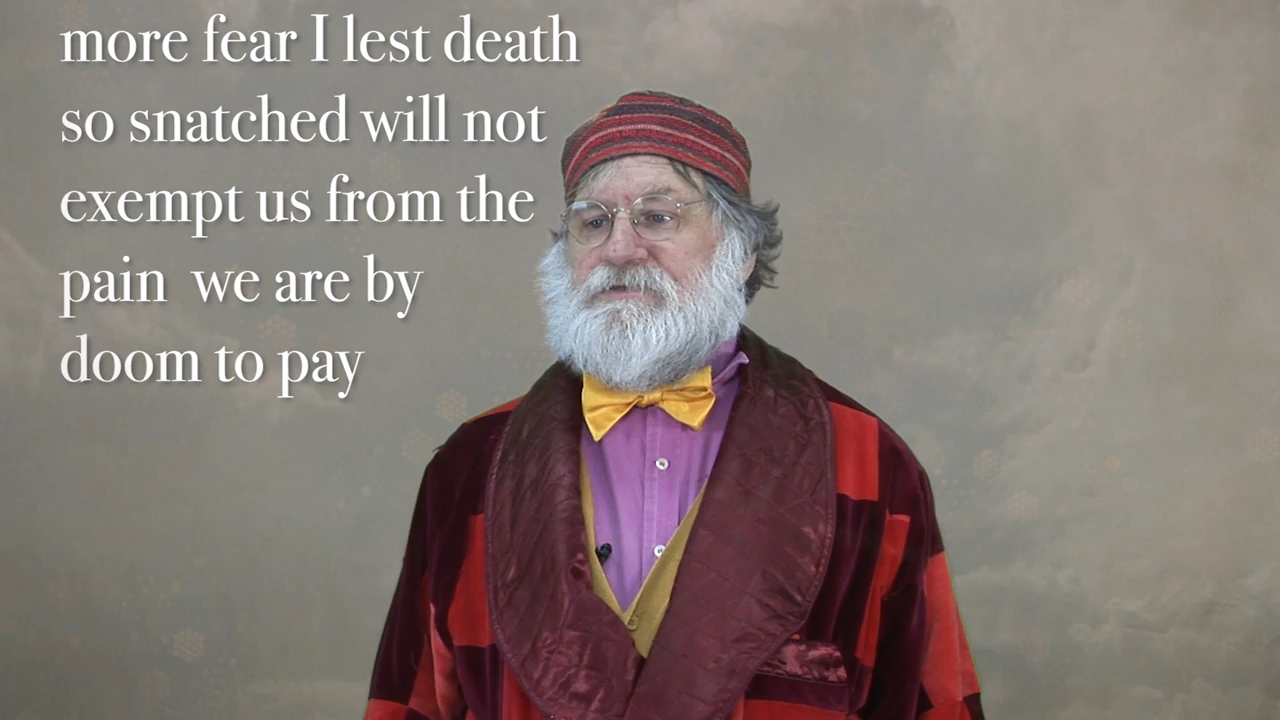 more fear I lest death
so snatched will not
exempt us from the
pain  we are by
doom to pay